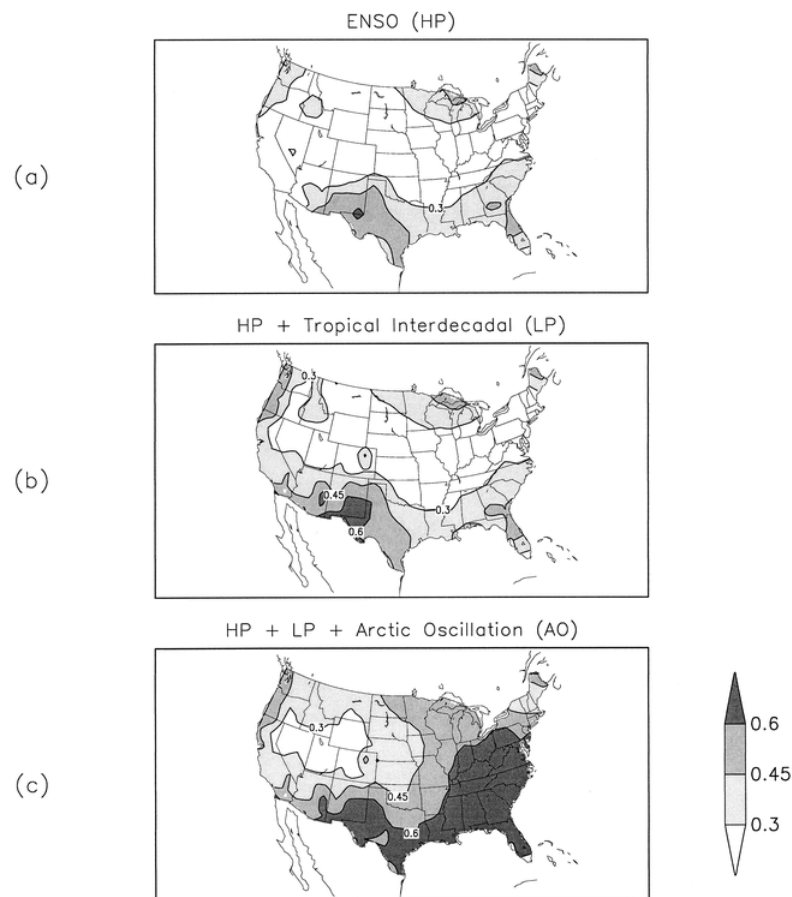 ENSO (HP)
(a)
0.3
HP + Tropical Interdecadal (LP)
0.3
(b)
0.45
0.3
0.6
HP + LP + Arctic Oscillation (AO)
0.3
0.6
0.45
0.3
(c)
0.45
0.6